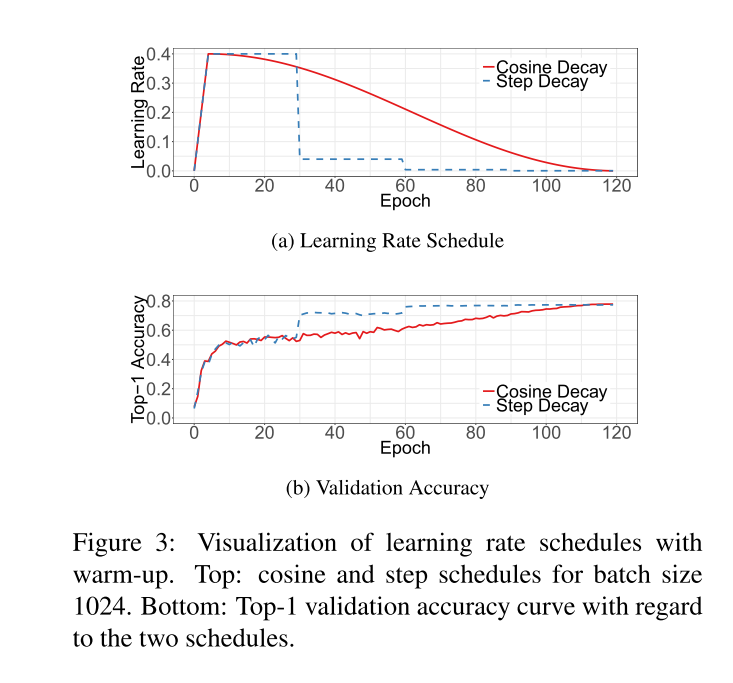 0.4
0.3
0.2
0.1
0.0
Learning Rate
Cosine Decay
Step Decay
0 20 40 60 80 100 120
Epoch
(a) Learning Rate Schedule
0.8
0.6
0.4
0.2
0.0
Top−1 Accuracy
Cosine Decay
Step Decay
0 20 40 60 80 100 120
Epoch
(b) Validation Accuracy
Figure 3: Visualization of learning rate schedules with
warm-up. Top: cosine and step schedules for batch size
1024. Bottom: Top-1 validation accuracy curve with regard
to the two schedules.